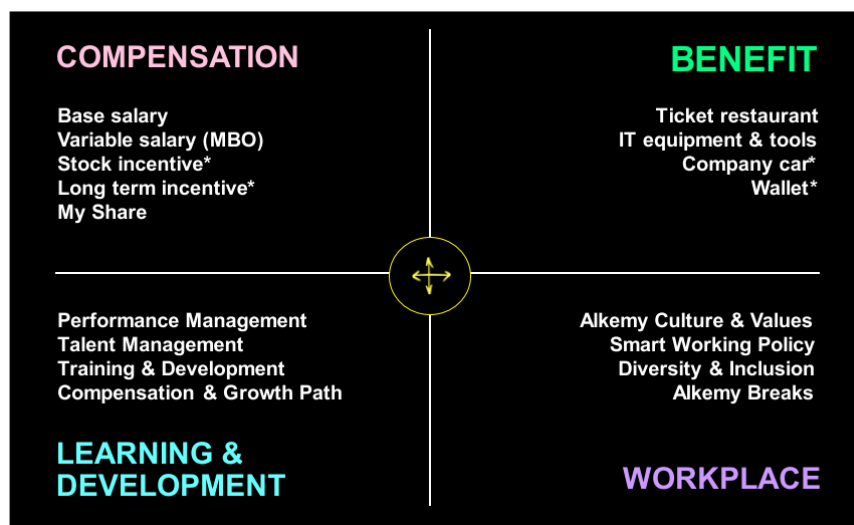 COMPENSATION
Base salary
Variable salary (MBO)
Stock incentive*
Long term incentive*
My Share
BENEFIT
Ticket restaurant
IT equipment & tools
Company car*
Wallet*
Performance Management
Talent Management
Training & Development
Compensation & Growth Path
LEARNING &
DEVELOPMENT
Alkemy Culture & Values
Smart Working Policy
Diversity & Inclusion
Alkemy Breaks
WORKPLACE